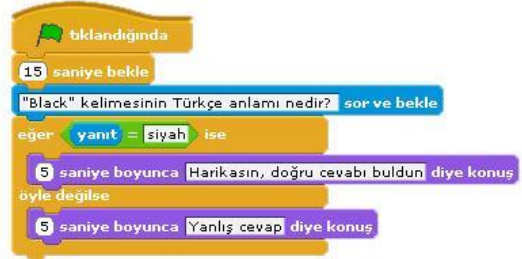 tıklandığında
15 saniye bekle
"Black" kelimesinin Türkçe anlamı nedir? sor ve bekle
eğer yanıt = siyah ise
5 saniye boyunca Harikasın, doğru cevabı buldun diye konuş
öyle değilse
5 saniye boyunca Yanlış cevap diye konuş